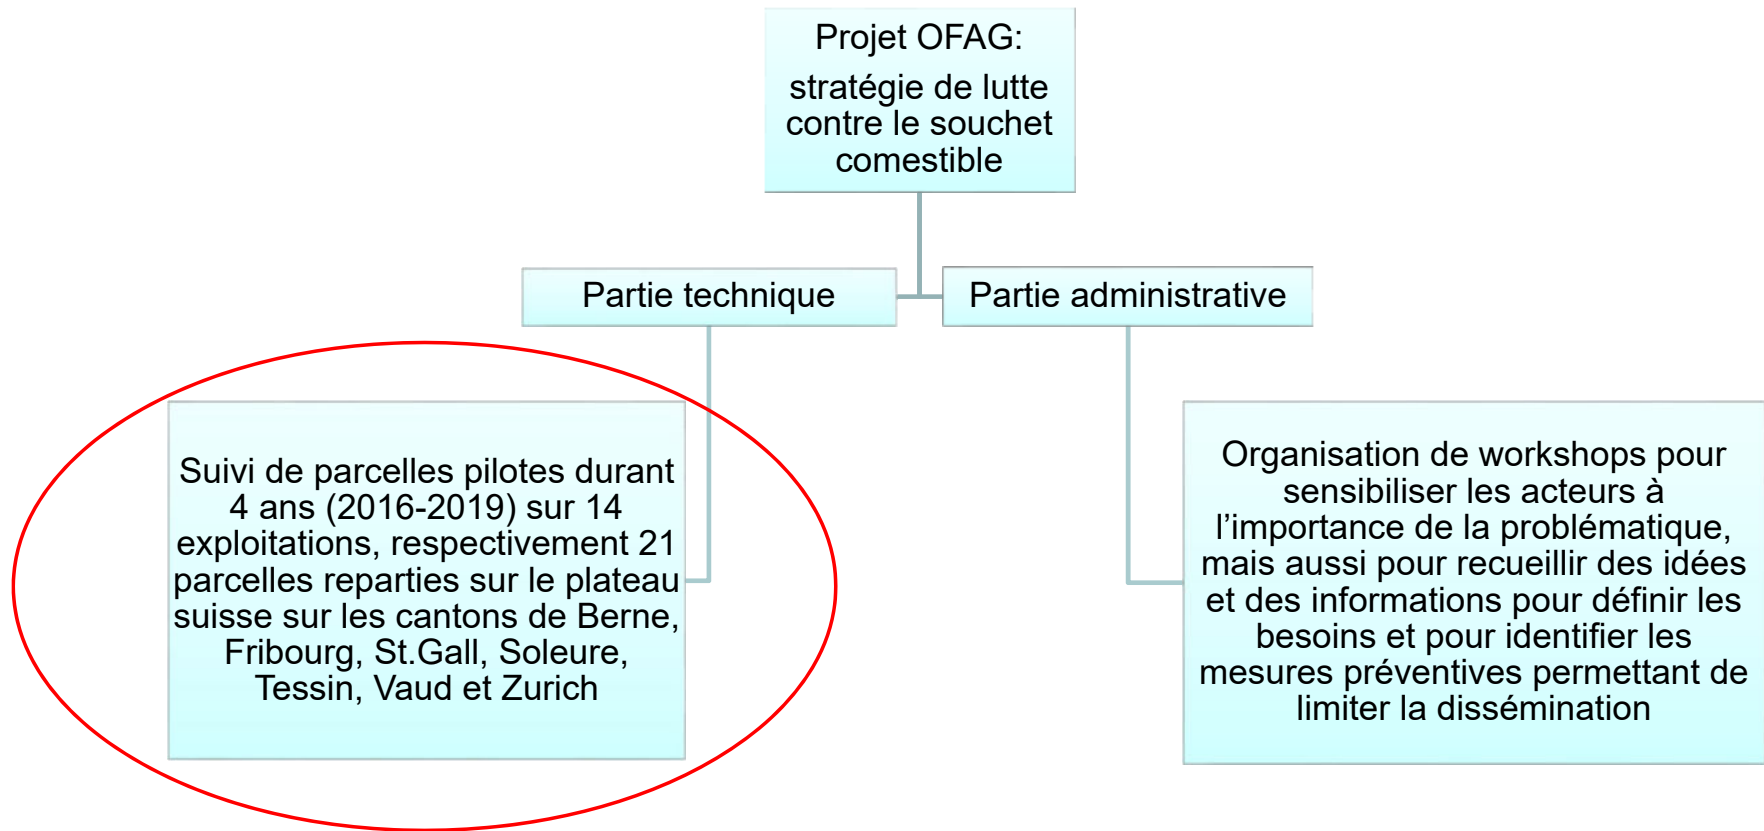 Projet OFAG:
stratégie de lutte
contre le souchet
comestible
Partie technique
Partie administrative
Suivi de parcelles pilotes durant
4 ans (2016-2019) sur 14
exploitations, respectivement 21
parcelles reparties sur le plateau
suisse sur les cantons de Berne,
Fribourg, St.Gall, Soleure,
Tessin, Vaud et Zurich
Organisation de workshops pour
sensibiliser les acteurs à
l’importance de la problématique,
mais aussi pour recueillir des idées
et des informations pour définir les
besoins et pour identifier les
mesures préventives permettant de
limiter la dissémination